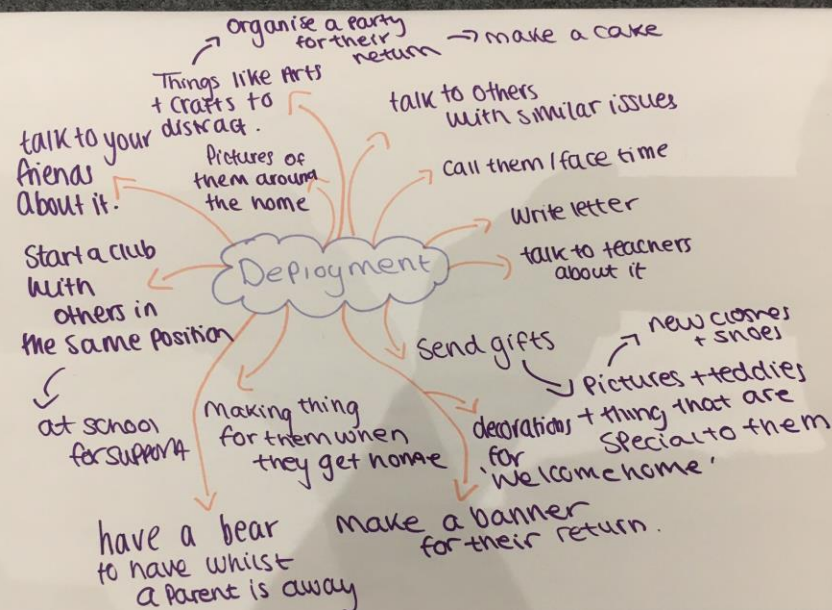 organise a party
for their
return
make a cake
Things like Arts
+ crafts to
distract.
talk to others
with similar issues
talk to your
friends
About it.
Pictures of
them around
the home
Call them / face time
Write letter
talk to teachers
about it
Start a club
with
others in
the same position
at school
for support
Deployment
Send gifts
new clothes
+ shoes
Pictures + teddies
+ thing that are
special to them
Making thing
for them when
they get home
decorations
for
'Welcome home'
have a bear
to have whilst
a parent is away
Make a banner
for their return.